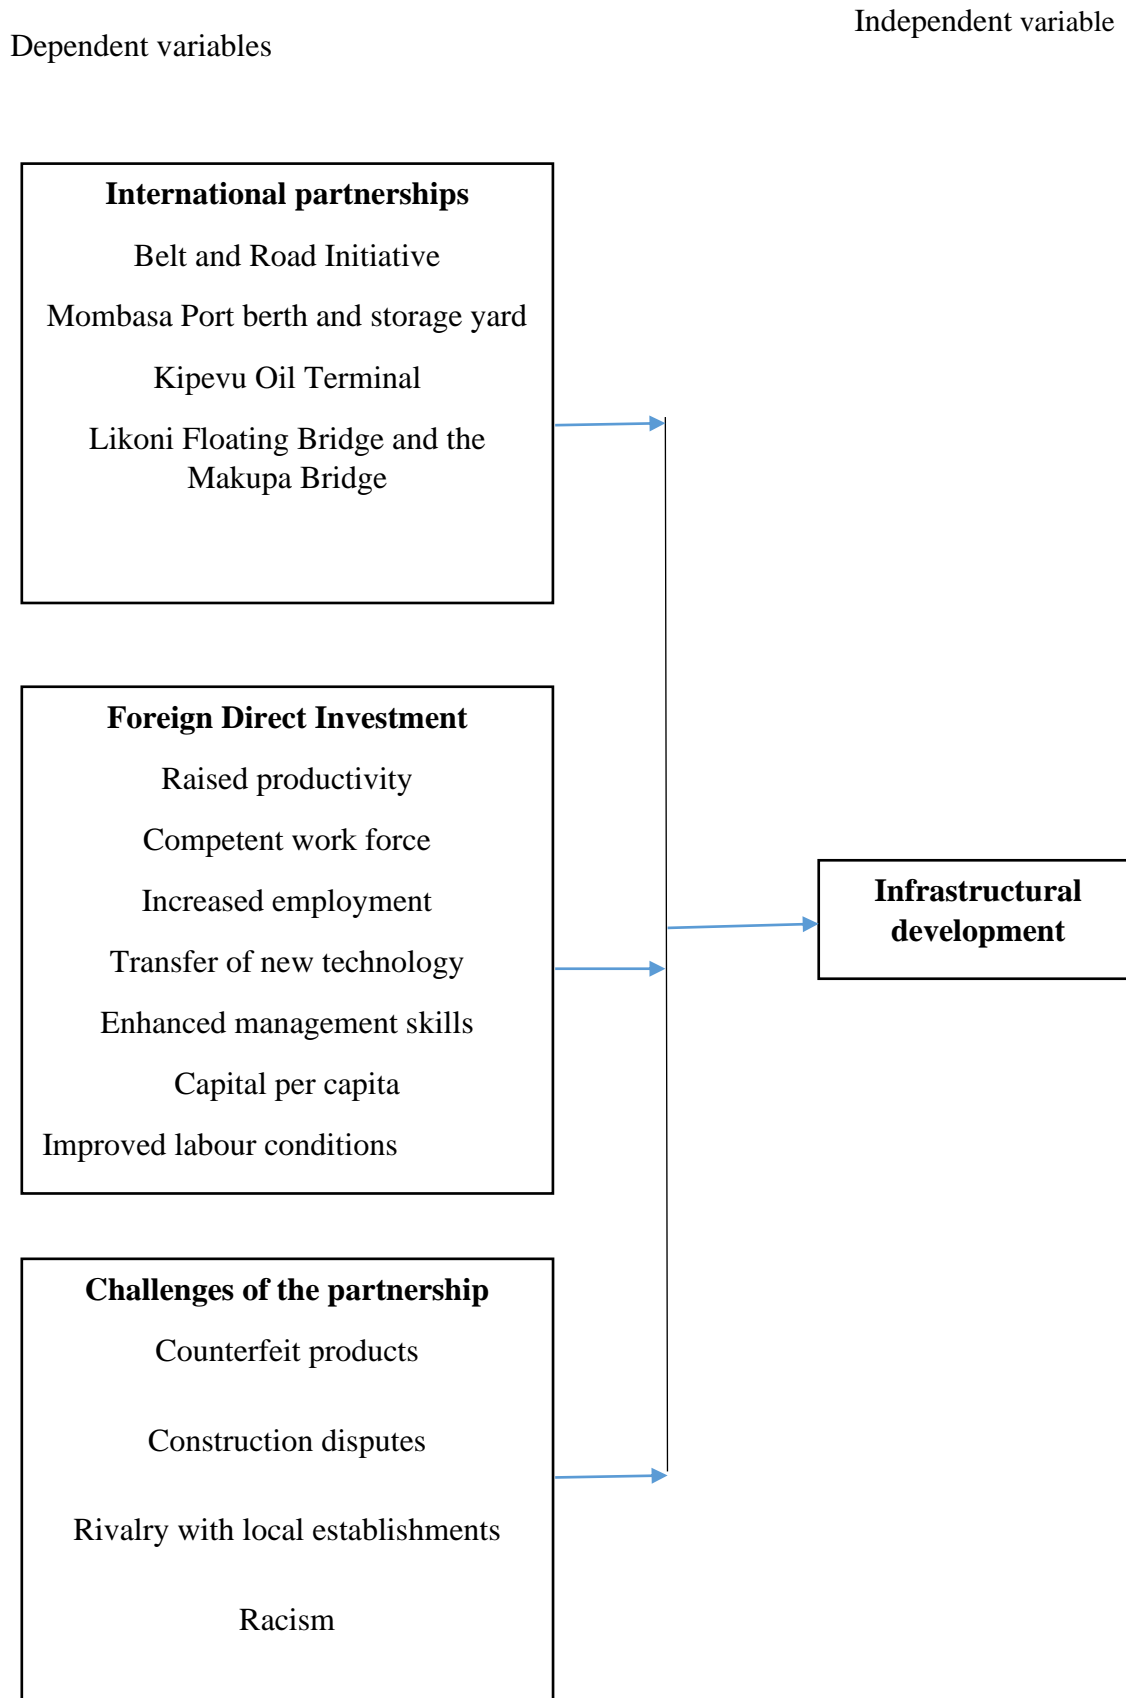 Independent variable
Dependent variables
International partnerships
Belt and Road Initiative
Mombasa Port berth and storage yard
Kipevu Oil Terminal
Likoni Floating Bridge and the
Makupa Bridge
Foreign Direct Investment
Raised productivity
Competent work force
Increased employment
Transfer of new technology
Enhanced management skills
Capital per capita
Improved labour conditions
Infrastructural
development
Challenges of the partnership
Counterfeit products
Construction disputes
Rivalry with local establishments
Racism